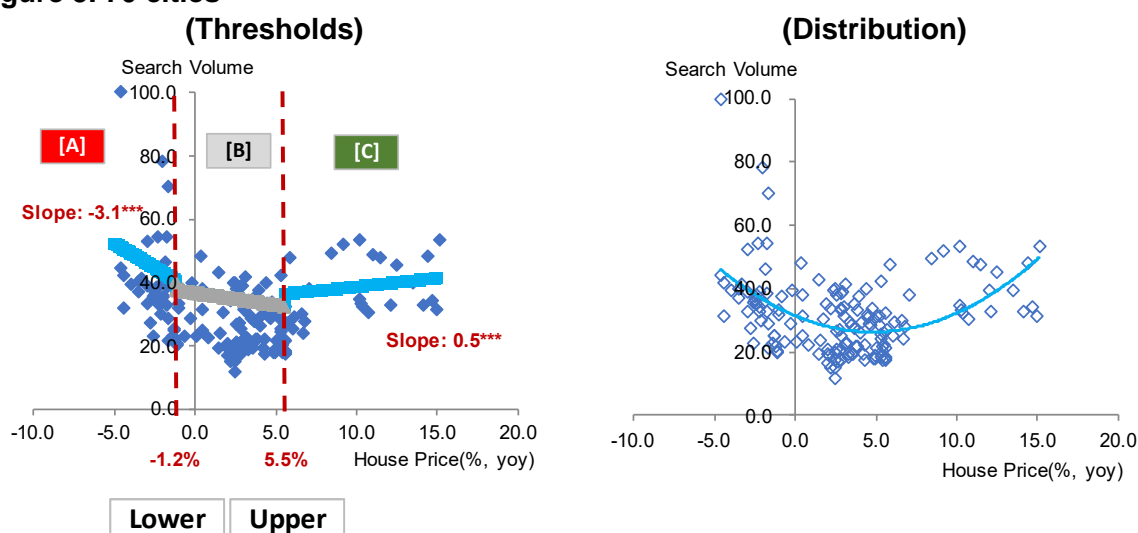 (Thresholds)
Search Volume
100.0
[A]
[B]
[C]
80.0
Slope: -3.1***
60.0
40.0
Slope: 0.5***
20.0
0.0
-10.0 -5.0 0.0 5.0 10.0 15.0 20.0
-1.2% 5.5% House Price(%, yoy)
Lower Upper
(Distribution)
Search Volume
100.0
80.0
60.0
40.0
20.0
0.0
-10.0 -5.0 0.0 5.0 10.0 15.0 20.0
House Price(%, yoy)